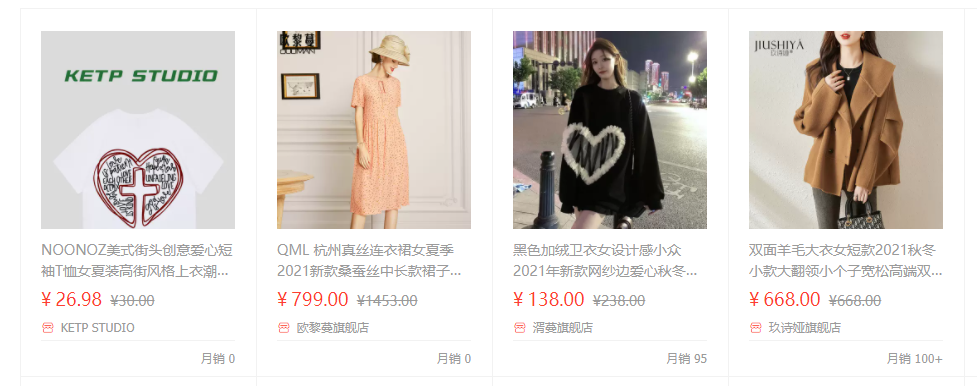 KETP STUDIO
NOONOZ美式街头创意爱心短
袖T恤女夏装高街风格上衣潮...
¥ 26.98 ¥30.00
KETP STUDIO
月销 0
欧黎蔓
QML 杭州真丝连衣裙女夏季
2021新款桑蚕丝中长款裙子...
¥ 799.00 ¥1453.00
欧黎蔓旗舰店
月销 0
黑色加绒卫衣女设计感小众
2021年新款网纱边爱心秋冬...
¥ 138.00 ¥238.00
渭蔓旗舰店
月销 95
JIUSHIYA
玖诗娅
双面羊毛大衣女短款2021秋冬
小款大翻领小个子宽松高端双...
¥ 668.00 ¥668.00
玖诗娅旗舰店
月销 100+